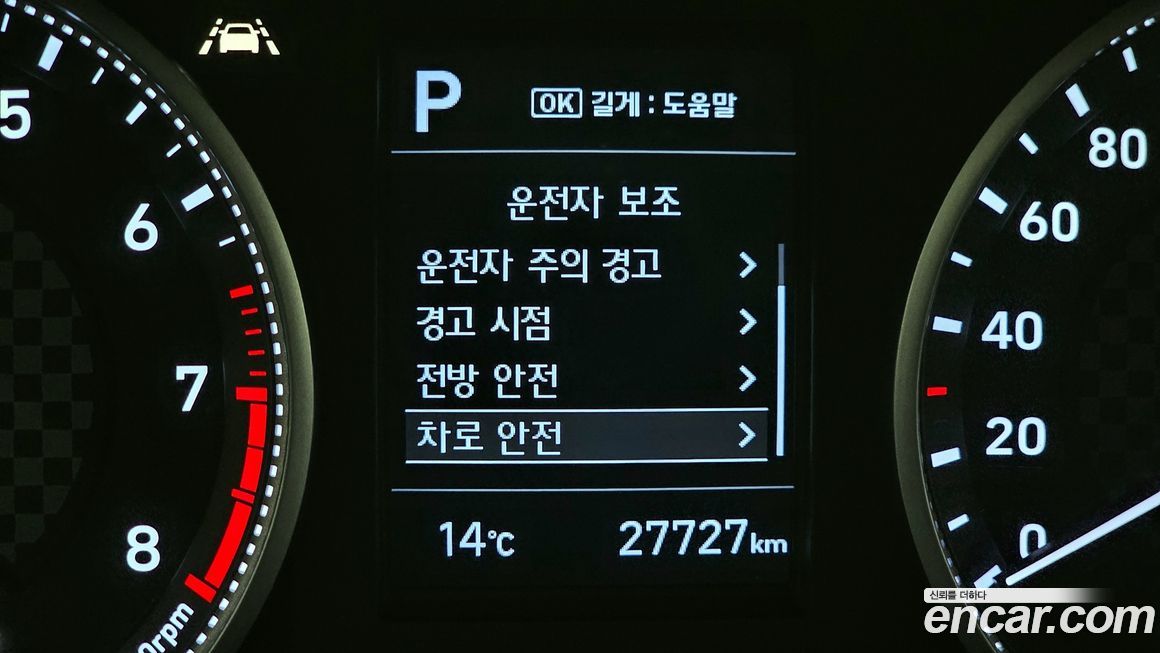 P
OK 길게 : 도움말
운전자 보조
운전자 주의 경고
경고 시점
전방 안전
차로 안전
14℃ 27727km
5
6
7
8
0rpm
80
60
40
20
0
신뢰를 더하다
encar.com